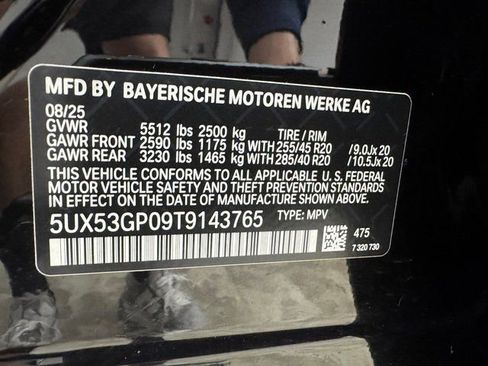 MFD BY BAYERISCHE MOTOREN WERKE AG
08/25
GVWR 5512 lbs 2500 kg TIRE / RIM
GAWR FRONT 2590 lbs 1175 kg WITH 255/45 R20 / 9.0Jx 20
GAWR REAR 3230 lbs 1465 kg WITH 285/40 R20 / 10.5Jx 20
THIS VEHICLE CONFORMS TO ALL APPLICABLE U. S. FEDERAL
MOTOR VEHICLE SAFETY AND THEFT PREVENTION STANDARDS
IN EFFECT ON THE DATE OF MANUFACTURE SHOWN ABOVE.
5UX53GP09T9143765 TYPE: MPV
475
7 320 730